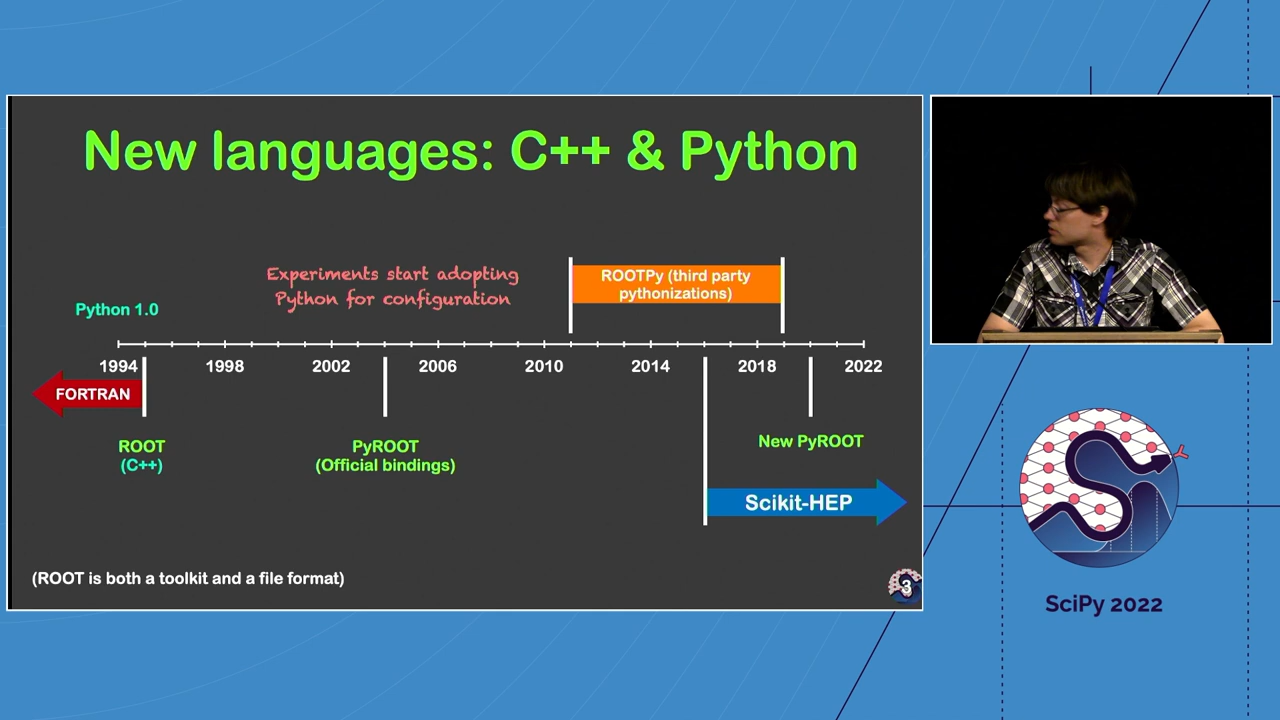 New languages: C++ & Python
Experiments start adopting
Python for configuration
ROOTPy (third party
pythonizations)
Python 1.0
1994 1998 2002 2006 2010 2014 2018 2022
FORTRAN
ROOT
(C++)
PyROOT
(Official bindings)
New PyROOT
Scikit-HEP
(ROOT is both a toolkit and a file format)
3
SciPy 2022